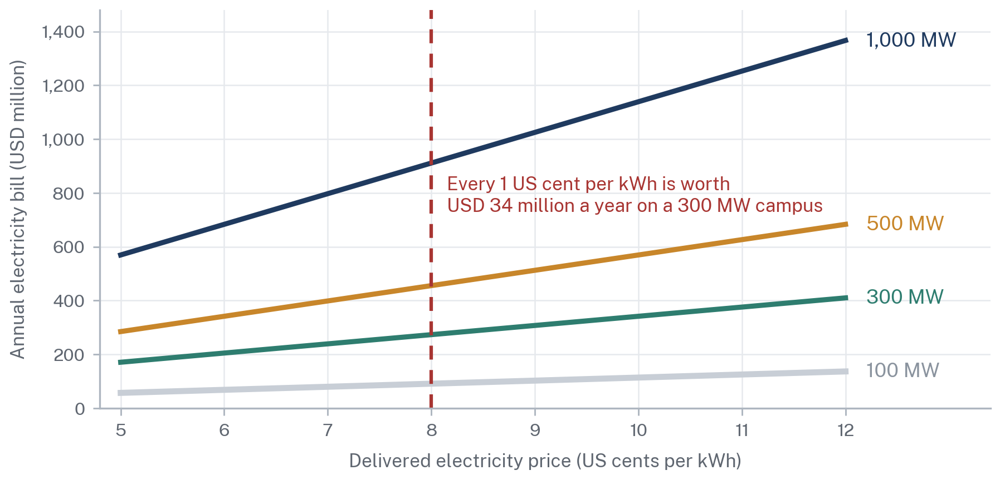 1,400
1,200
1,000
800
600
400
200
0
Annual electricity bill (USD million)
1,000 MW
Every 1 US cent per kWh is worth
USD 34 million a year on a 300 MW campus
500 MW
300 MW
100 MW
5 6 7 8 9 10 11 12
Delivered electricity price (US cents per kWh)